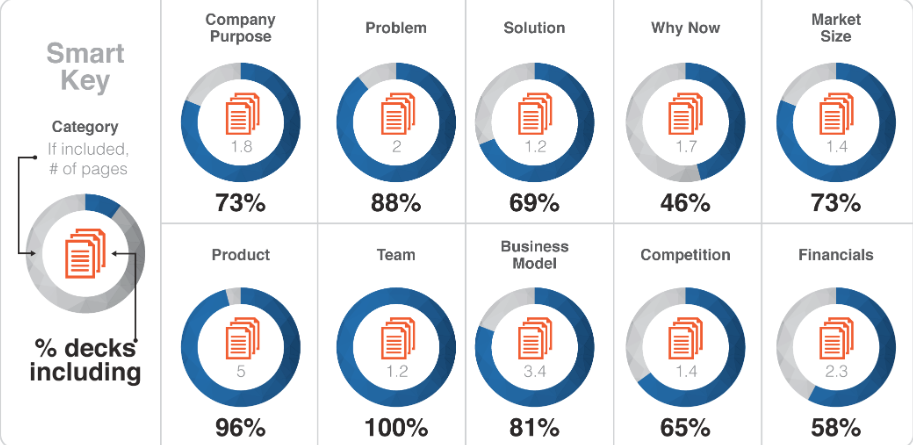 Smart
Key
Category
If included,
# of pages
% decks
including
Company
Purpose
1.8
73%
Problem
2
88%
Solution
1.2
69%
Why Now
1.7
46%
Market
Size
1.4
73%
Product
5
96%
Team
1.2
100%
Business
Model
3.4
81%
Competition
1.4
65%
Financials
2.3
58%